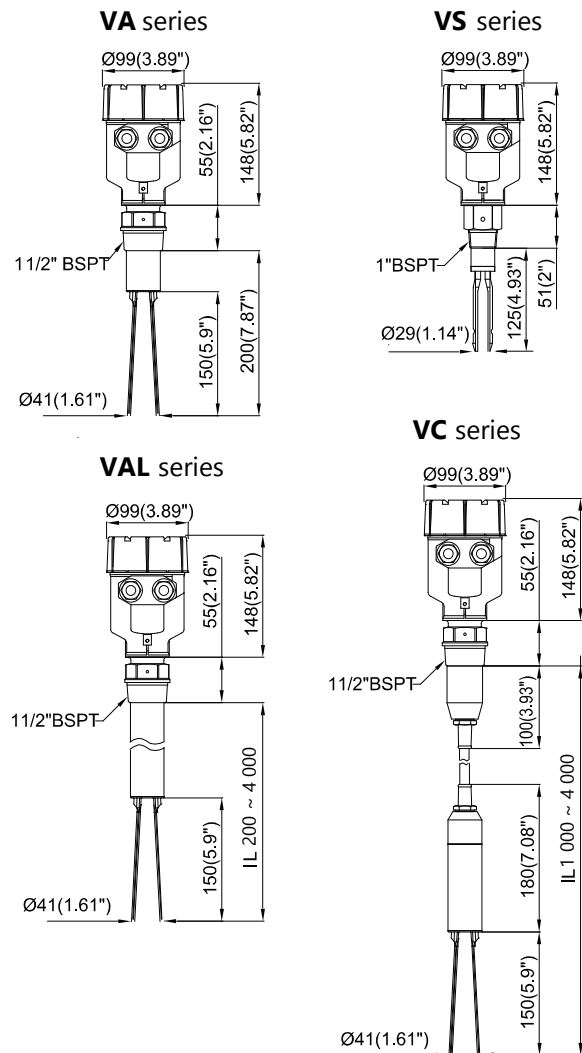 VA series
Ø99(3.89")
55(2.16")
148(5.82")
11/2" BSPT
150(5.9")
200(7.87")
Ø41(1.61")
VS series
Ø99(3.89")
148(5.82")
1"BSPT
125(4.93")
51(2")
Ø29(1.14")
VAL series
Ø99(3.89")
55(2.16")
148(5.82")
11/2"BSPT
150(5.9")
IL 200 ~ 4 000
Ø41(1.61")
VC series
Ø99(3.89")
55(2.16")
148(5.82")
11/2"BSPT
100(3.93")
180(7.08")
IL1 000 ~ 4 000
150(5.9")
Ø41(1.61")